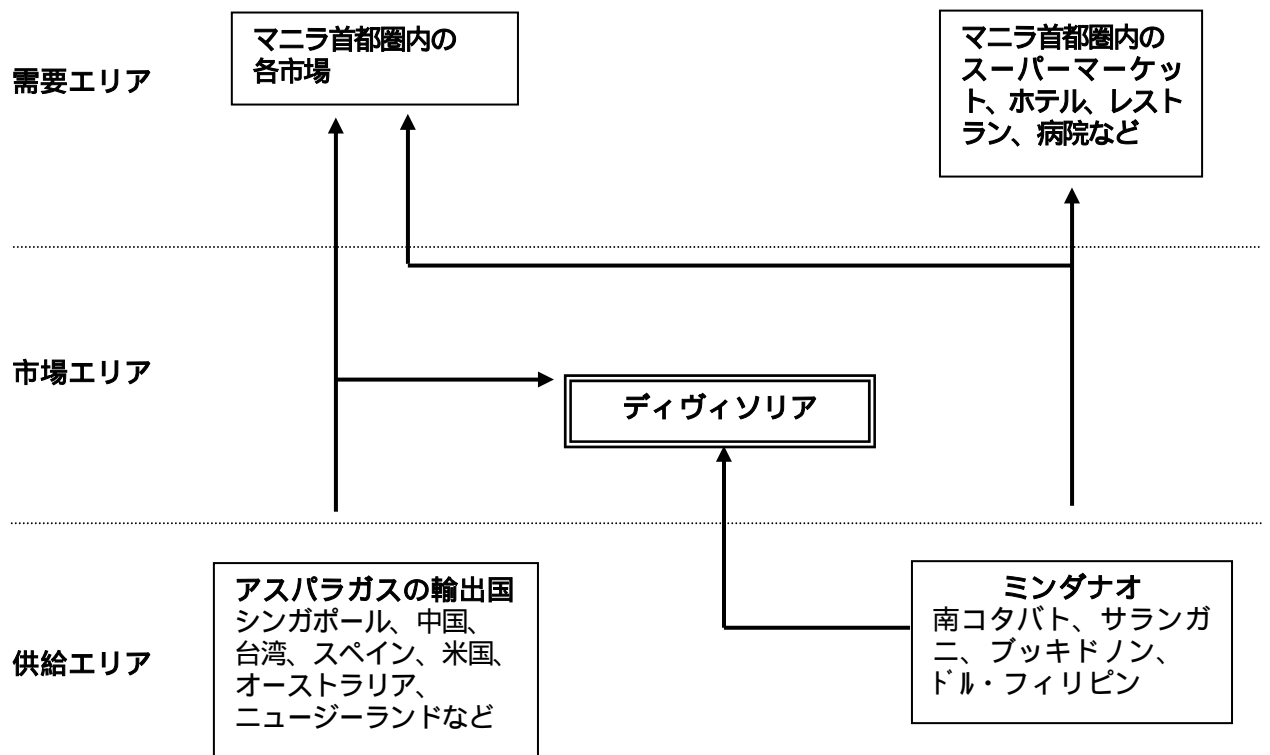 需要エリア
マニラ首都圏内の
各市場
マニラ首都圏内の
スーパーマーケッ
ト、ホテル、レスト
ラン、病院など
市場エリア
ディヴィソリア
供給エリア
アスパラガスの輸出国
シンガポール、中国、
台湾、スペイン、米国、
オーストラリア、
ニュージーランドなど
ミンダナオ
南コタバト、サランガ
ニ、ブッキドノン、
ドル・フィリピン